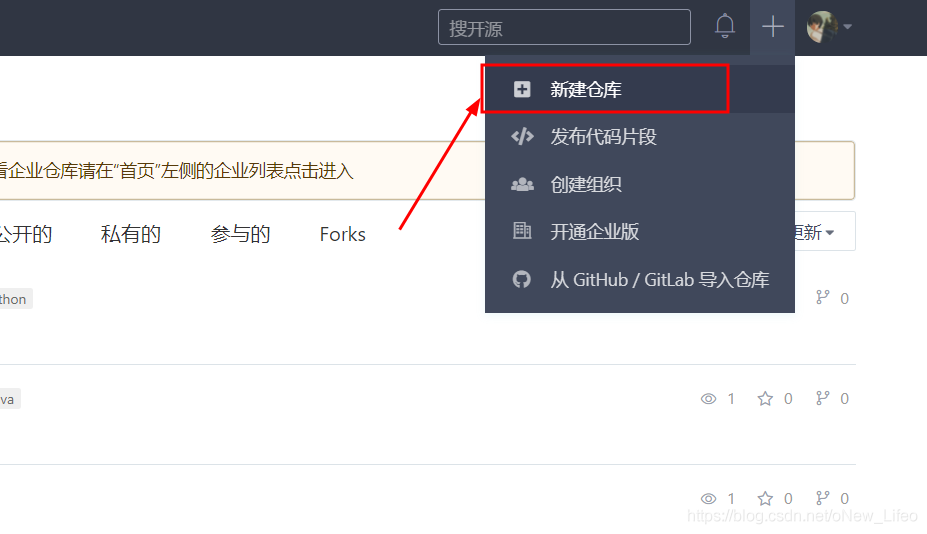 搜开源
新建仓库
发布代码片段
创建组织
开通企业版
从 GitHub / GitLab 导入仓库
看企业仓库请在“首页”左侧的企业列表点击进入
公开的 私有的 参与的 Forks 更新
thon 0
va 1 0 0
1 0 0
https://blog.csdn.net/oNew_Lifeo